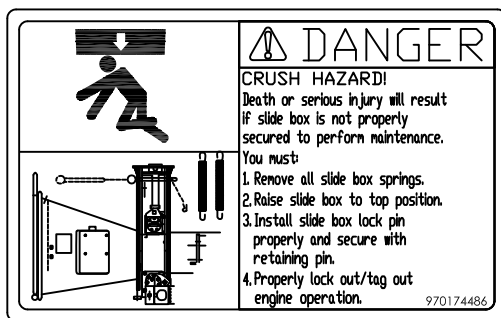 DANGER
CRUSH HAZARD!
Death or serious injury will result
if slide box is not properly
secured to perform maintenance.
You must:
1. Remove all slide box springs.
2. Raise slide box to top position.
3. Install slide box lock pin
properly and secure with
retaining pin.
4. Properly lock out/tag out
engine operation.
970174486